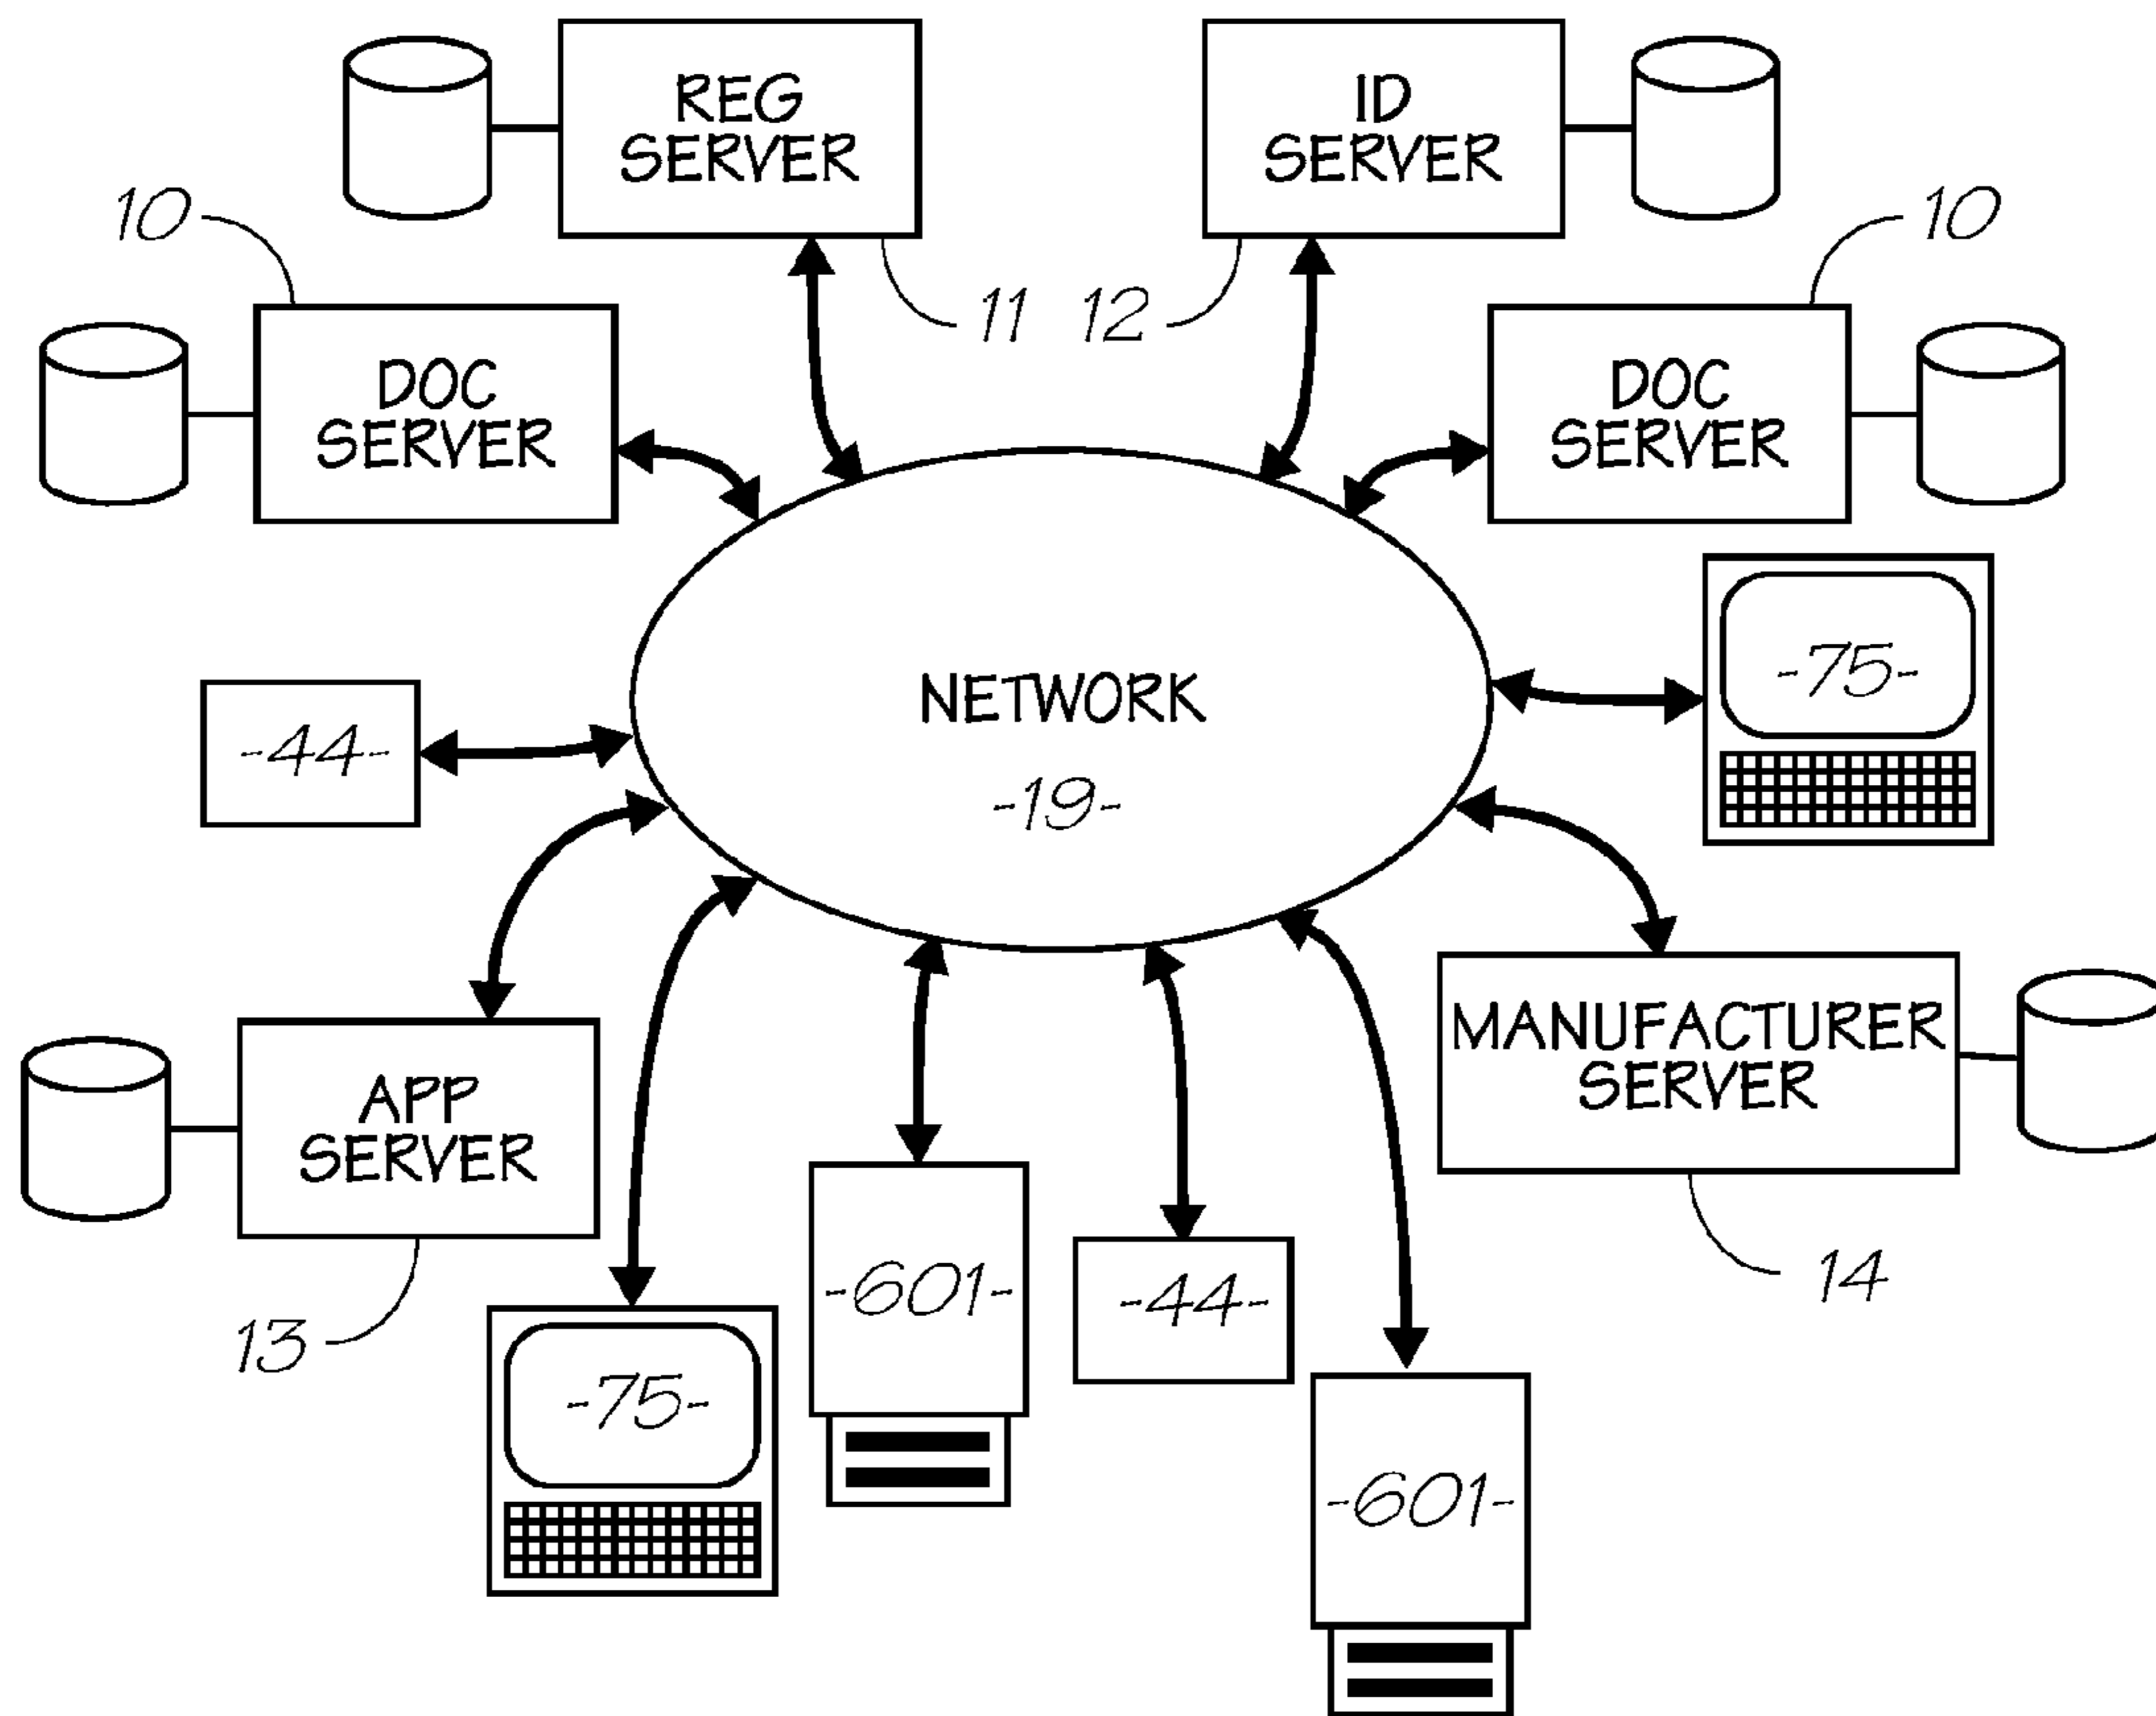 REG
SERVER
ID
SERVER
10
10
11
12
DOC
SERVER
DOC
SERVER
NETWORK
-19-
-75-
-44-
MANUFACTURER
SERVER
APP
SERVER
14
13
-601-
-44-
-75-
-601-